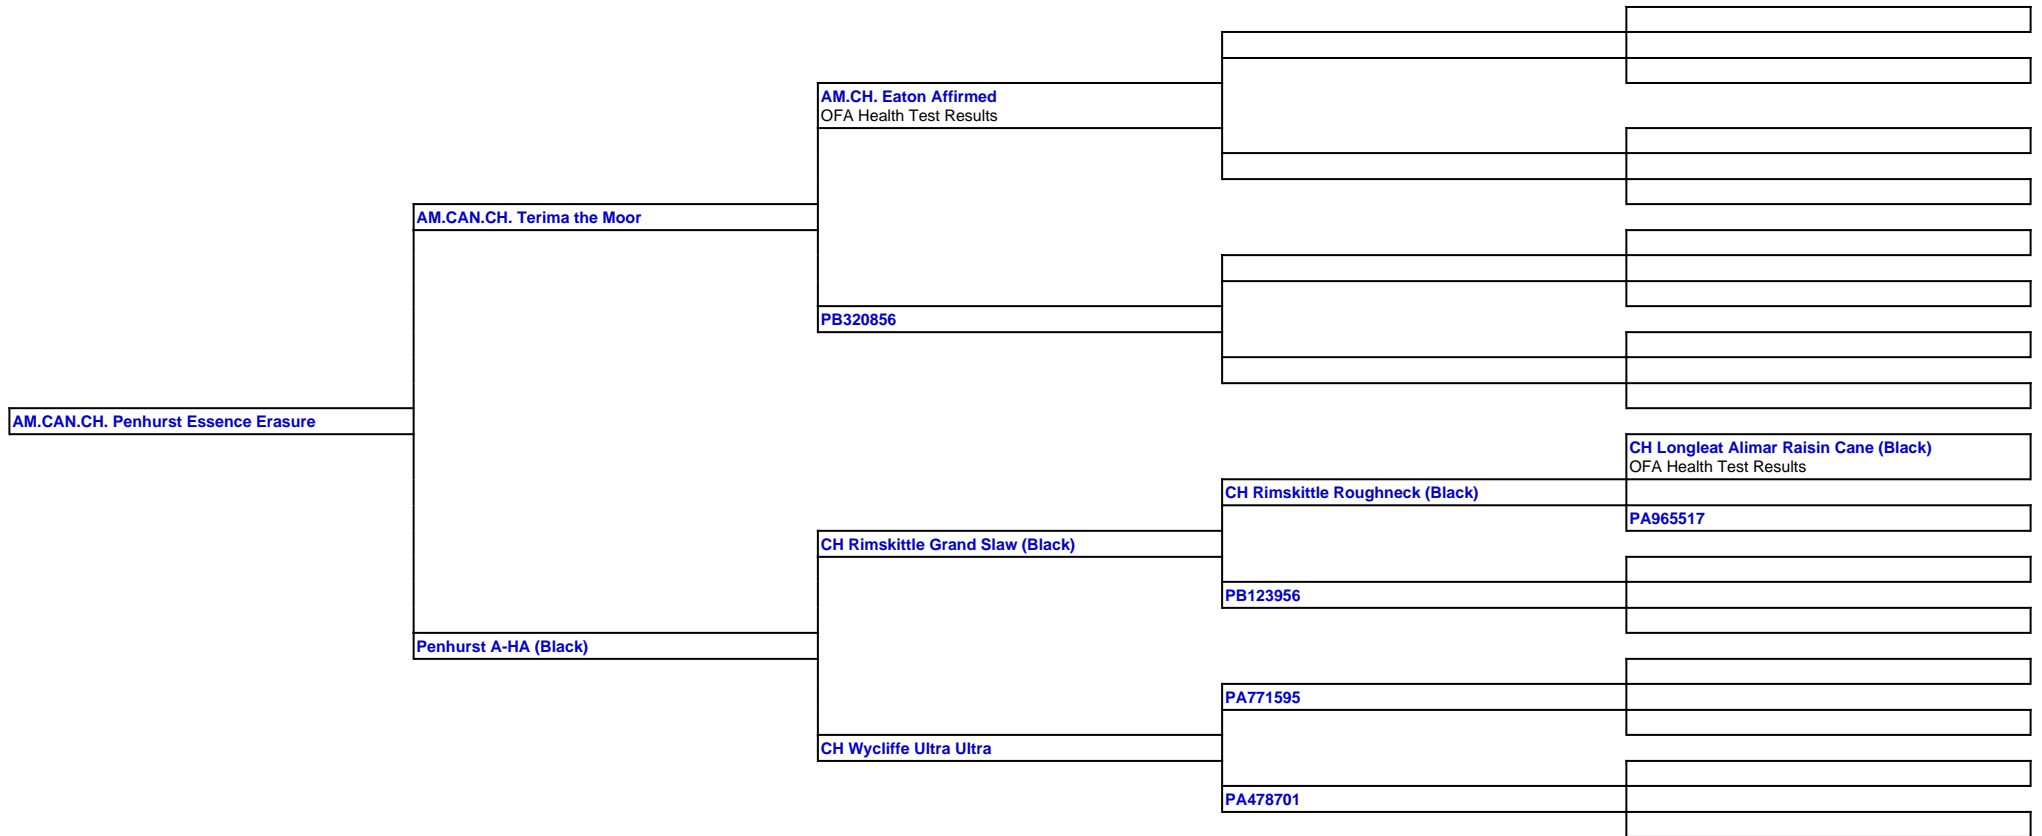 AM.CH. Eaton Affirmed
OFA Health Test Results
AM.CAN.CH. Terima the Moor
PB320856
AM.CAN.CH. Penhurst Essence Erasure
CH Longleat Alimar Raisin Cane (Black)
OFA Health Test Results
CH Rimskittle Roughneck (Black)
PA965517
CH Rimskittle Grand Slaw (Black)
PB123956
Penhurst A-HA (Black)
PA771595
CH Wycliffe Ultra Ultra
PA478701